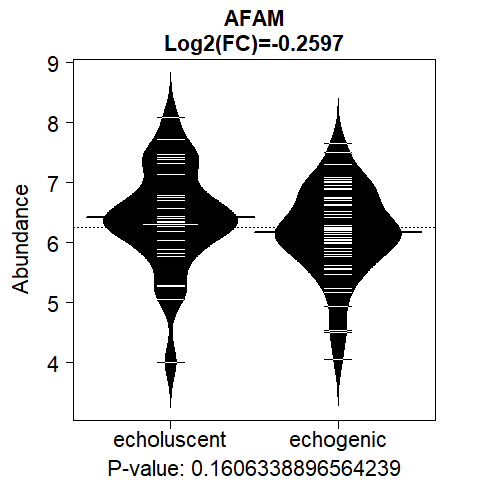 AFAM
Log2(FC)=-0.2597
9
8
7
6
5
4
Abundance
echoluscent echogenic
P-value: 0.1606338896564239